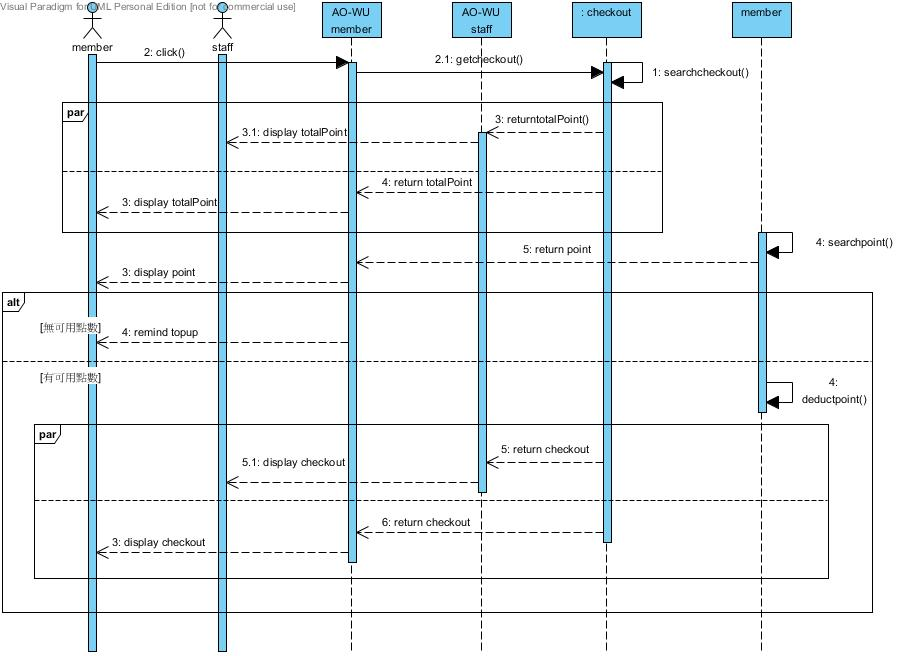 Visual Paradigm for UML Personal Edition [not for commercial use]
member
staff
AO-WU
member
AO-WU
staff
: checkout
member
2: click()
2.1: getcheckout()
1: searchcheckout()
par
3: returntotalPoint()
3.1: display totalPoint
4: return totalPoint
3: display totalPoint
4: searchpoint()
5: return point
3: display point
alt
[無可用點數]
4: remind topup
[有可用點數]
4:
deductpoint()
par
5: return checkout
5.1: display checkout
6: return checkout
3: display checkout